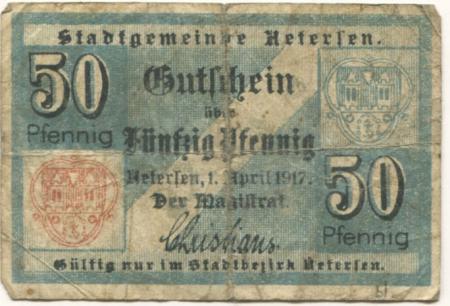 Stadtgemeinde Uetersen.
50
Pfennig
Gutschein
über
Fünfzig Pfennig
Uetersen, 1. April 1917.
Der Magistrat.
50
Pfennig
Gültig nur im Stadtbezirk Uetersen.